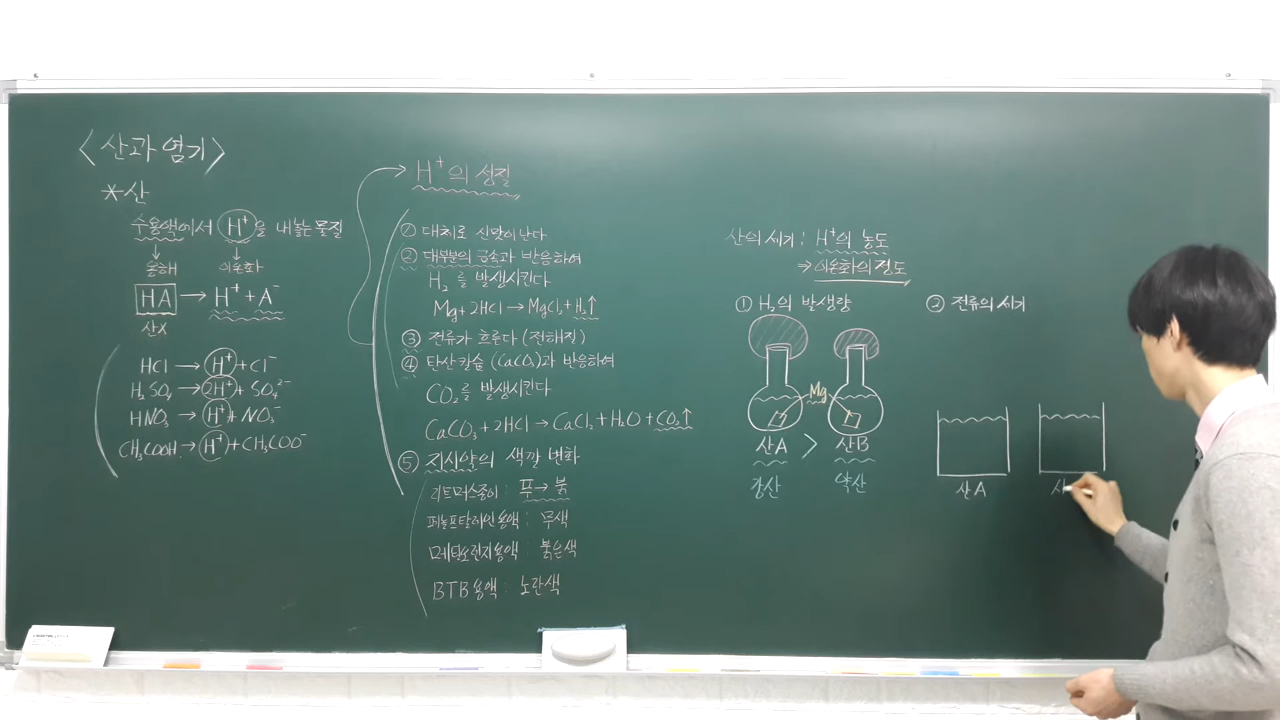 <산과 염기>
*산
수용액에서 H⁺을 내놓는 물질
↓ ↓
용해 이온화
HA → H⁺ + A⁻
산X
HCl → H⁺ + Cl⁻
H₂SO₄ → 2H⁺ + SO₄²⁻
HNO₃ → H⁺ + NO₃⁻
CH₃COOH → H⁺ + CH₃COO⁻
H⁺의 성질
① 대체로 신맛이 난다
② 대부분의 금속과 반응하여
H₂를 발생시킨다
Mg + 2HCl → MgCl₂ + H₂↑
③ 전류가 흐른다 (전해질)
④ 탄산칼슘 (CaCO₃)과 반응하여
CO₂를 발생시킨다
CaCO₃ + 2HCl → CaCl₂ + H₂O + CO₂↑
⑤ 지시약의 색깔 변화
리트머스종이 : 푸 → 붉
페놀프탈레인용액 : 무색
메틸오렌지용액 : 붉은색
BTB용액 : 노란색
산의 세기 : H⁺의 농도
⇒ 이온화의 정도
① H₂의 발생량
Mg
산A > 산B
강산 약산
② 전류의 세기
산A